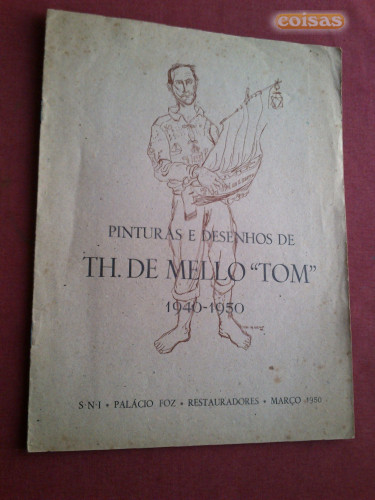 coisas
PINTURAS E DESENHOS DE
TH. DE MELLO "TOM"
1940-1950
S·N·I • PALÁCIO FOZ • RESTAURADORES • MARÇO 1950